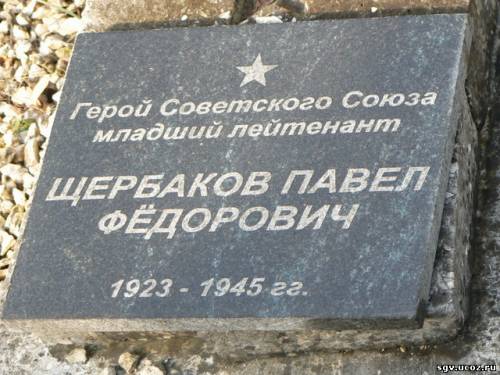 Герой Советского Союза
младший лейтенант
ЩЕРБАКОВ ПАВЕЛ
ФЁДОРОВИЧ
1923 - 1945 гг.
sgv.ucoz.ru